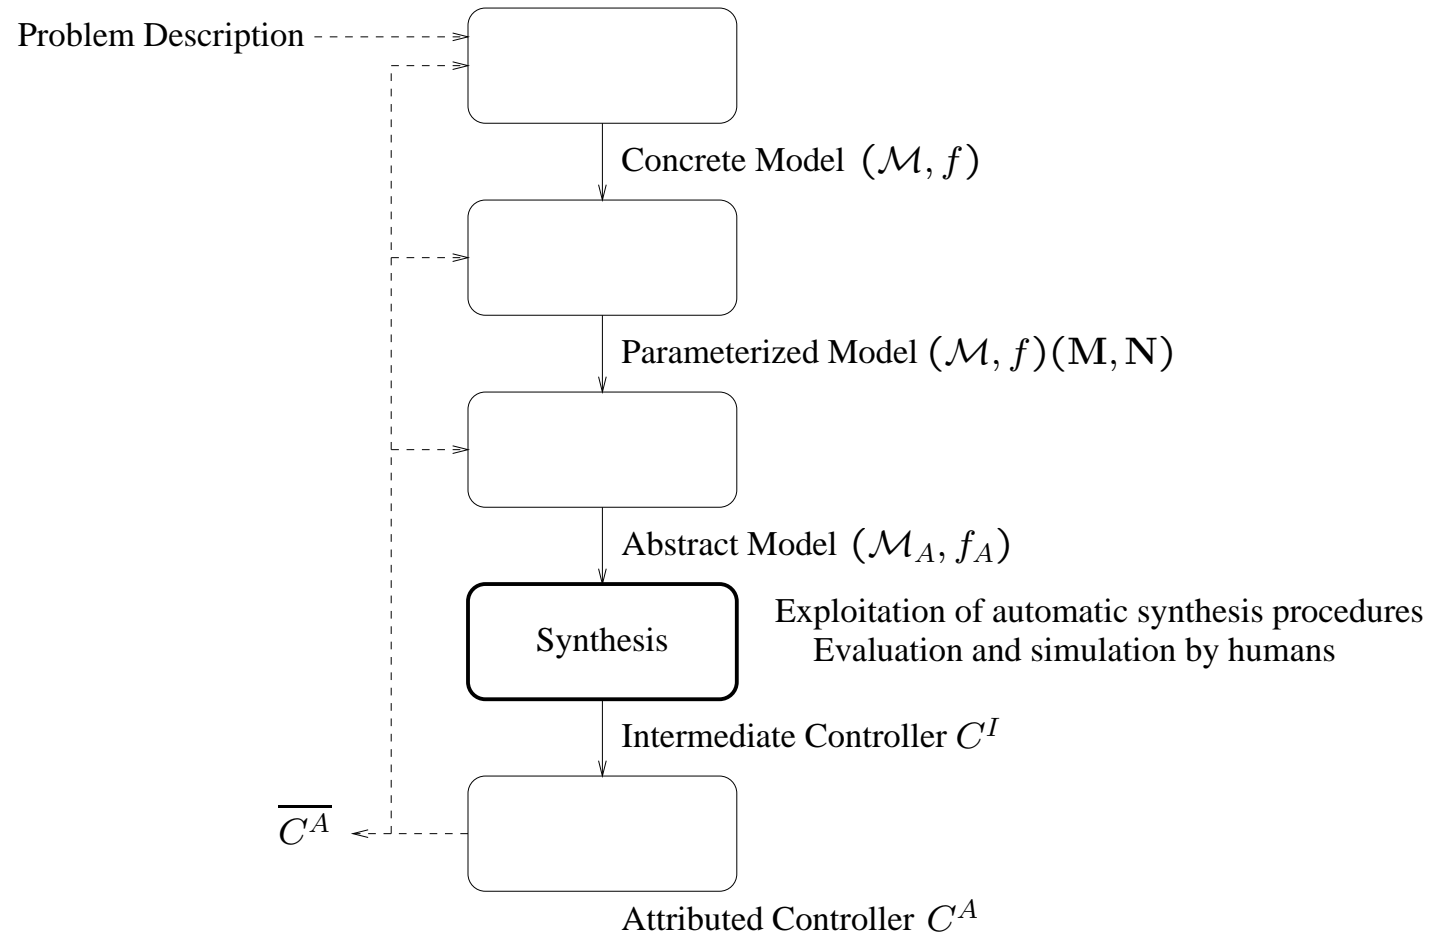 Problem Description
Concrete Model (ℳ, f)
Parameterized Model (ℳ, f)(𝐌, 𝐍)
Abstract Model (ℳ_A, f_A)
Synthesis
Exploitation of automatic synthesis procedures
Evaluation and simulation by humans
Intermediate Controller C^I
\overline{C^A}
Attributed Controller C^A